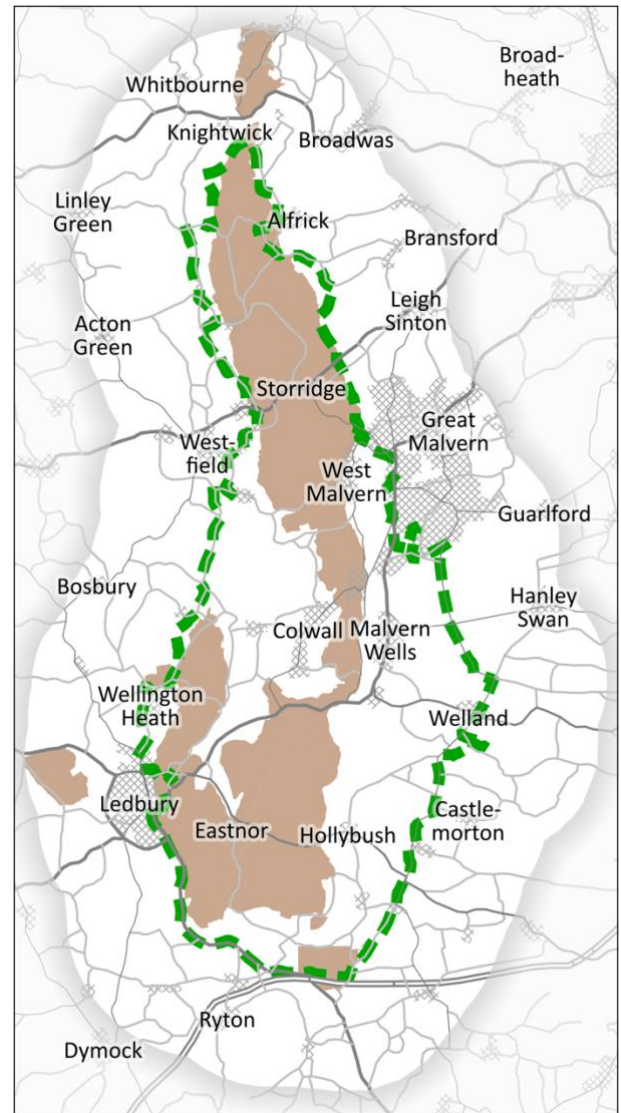 Broad-
heath
Whitbourne
Knightwick
Broadwas
Linley
Green
Alfrick
Bransford
Leigh
Sinton
Acton
Green
Storridge
Great
Malvern
West-
field
West
Malvern
Guarlford
Bosbury
Hanley
Swan
Colwall
Malvern
Wells
Wellington
Heath
Welland
Ledbury
Eastnor
Hollybush
Castle-
morton
Ryton
Dymock